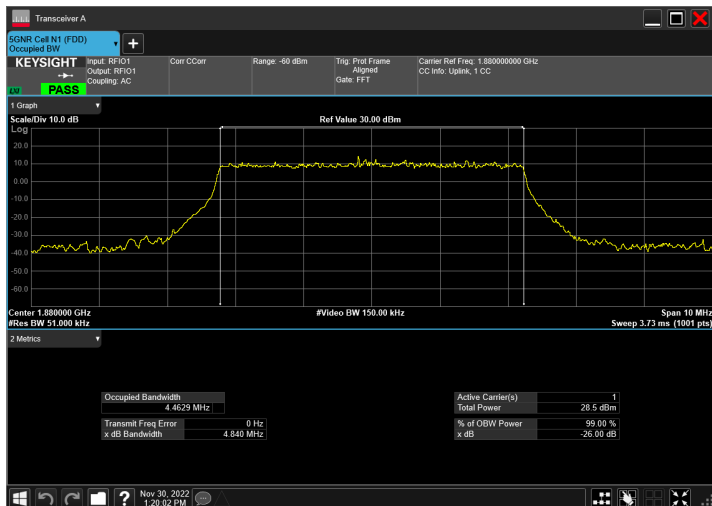 Transceiver A
5GNR Cell N1 (FDD)
Occupied BW
KEYSIGHT
LXI
PASS
Input: RFIO1
Output: RFIO1
Coupling: AC
Corr CCorr
Range: -60 dBm
Trig: Prot Frame
Aligned
Gate: FFT
Carrier Ref Freq: 1.880000000 GHz
CC Info: Uplink, 1 CC
1 Graph
Scale/Div 10.0 dB
Ref Value 30.00 dBm
Log
20.0
10.0
0.00
-10.0
-20.0
-30.0
-40.0
-50.0
-60.0
Center 1.880000 GHz
#Video BW 150.00 kHz
Span 10 MHz
#Res BW 51.000 kHz
Sweep 3.73 ms (1001 pts)
2 Metrics
Occupied Bandwidth
4.4629 MHz
Transmit Freq Error 0 Hz
x dB Bandwidth 4.840 MHz
Active Carrier(s) 1
Total Power 28.5 dBm
% of OBW Power 99.00 %
x dB -26.00 dB
Nov 30, 2022
1:20:02 PM